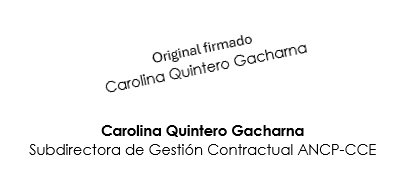 Original firmado
Carolina Quintero Gacharna
Carolina Quintero Gacharna
Subdirectora de Gestión Contractual ANCP-CCE